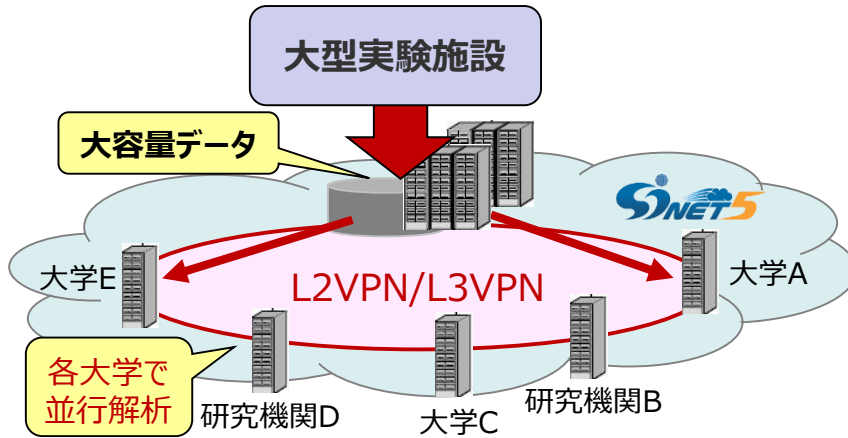 大型実験施設
大容量データ
SINET5
大学E
L2VPN/L3VPN
大学A
各大学で
並行解析
研究機関D
大学C
研究機関B